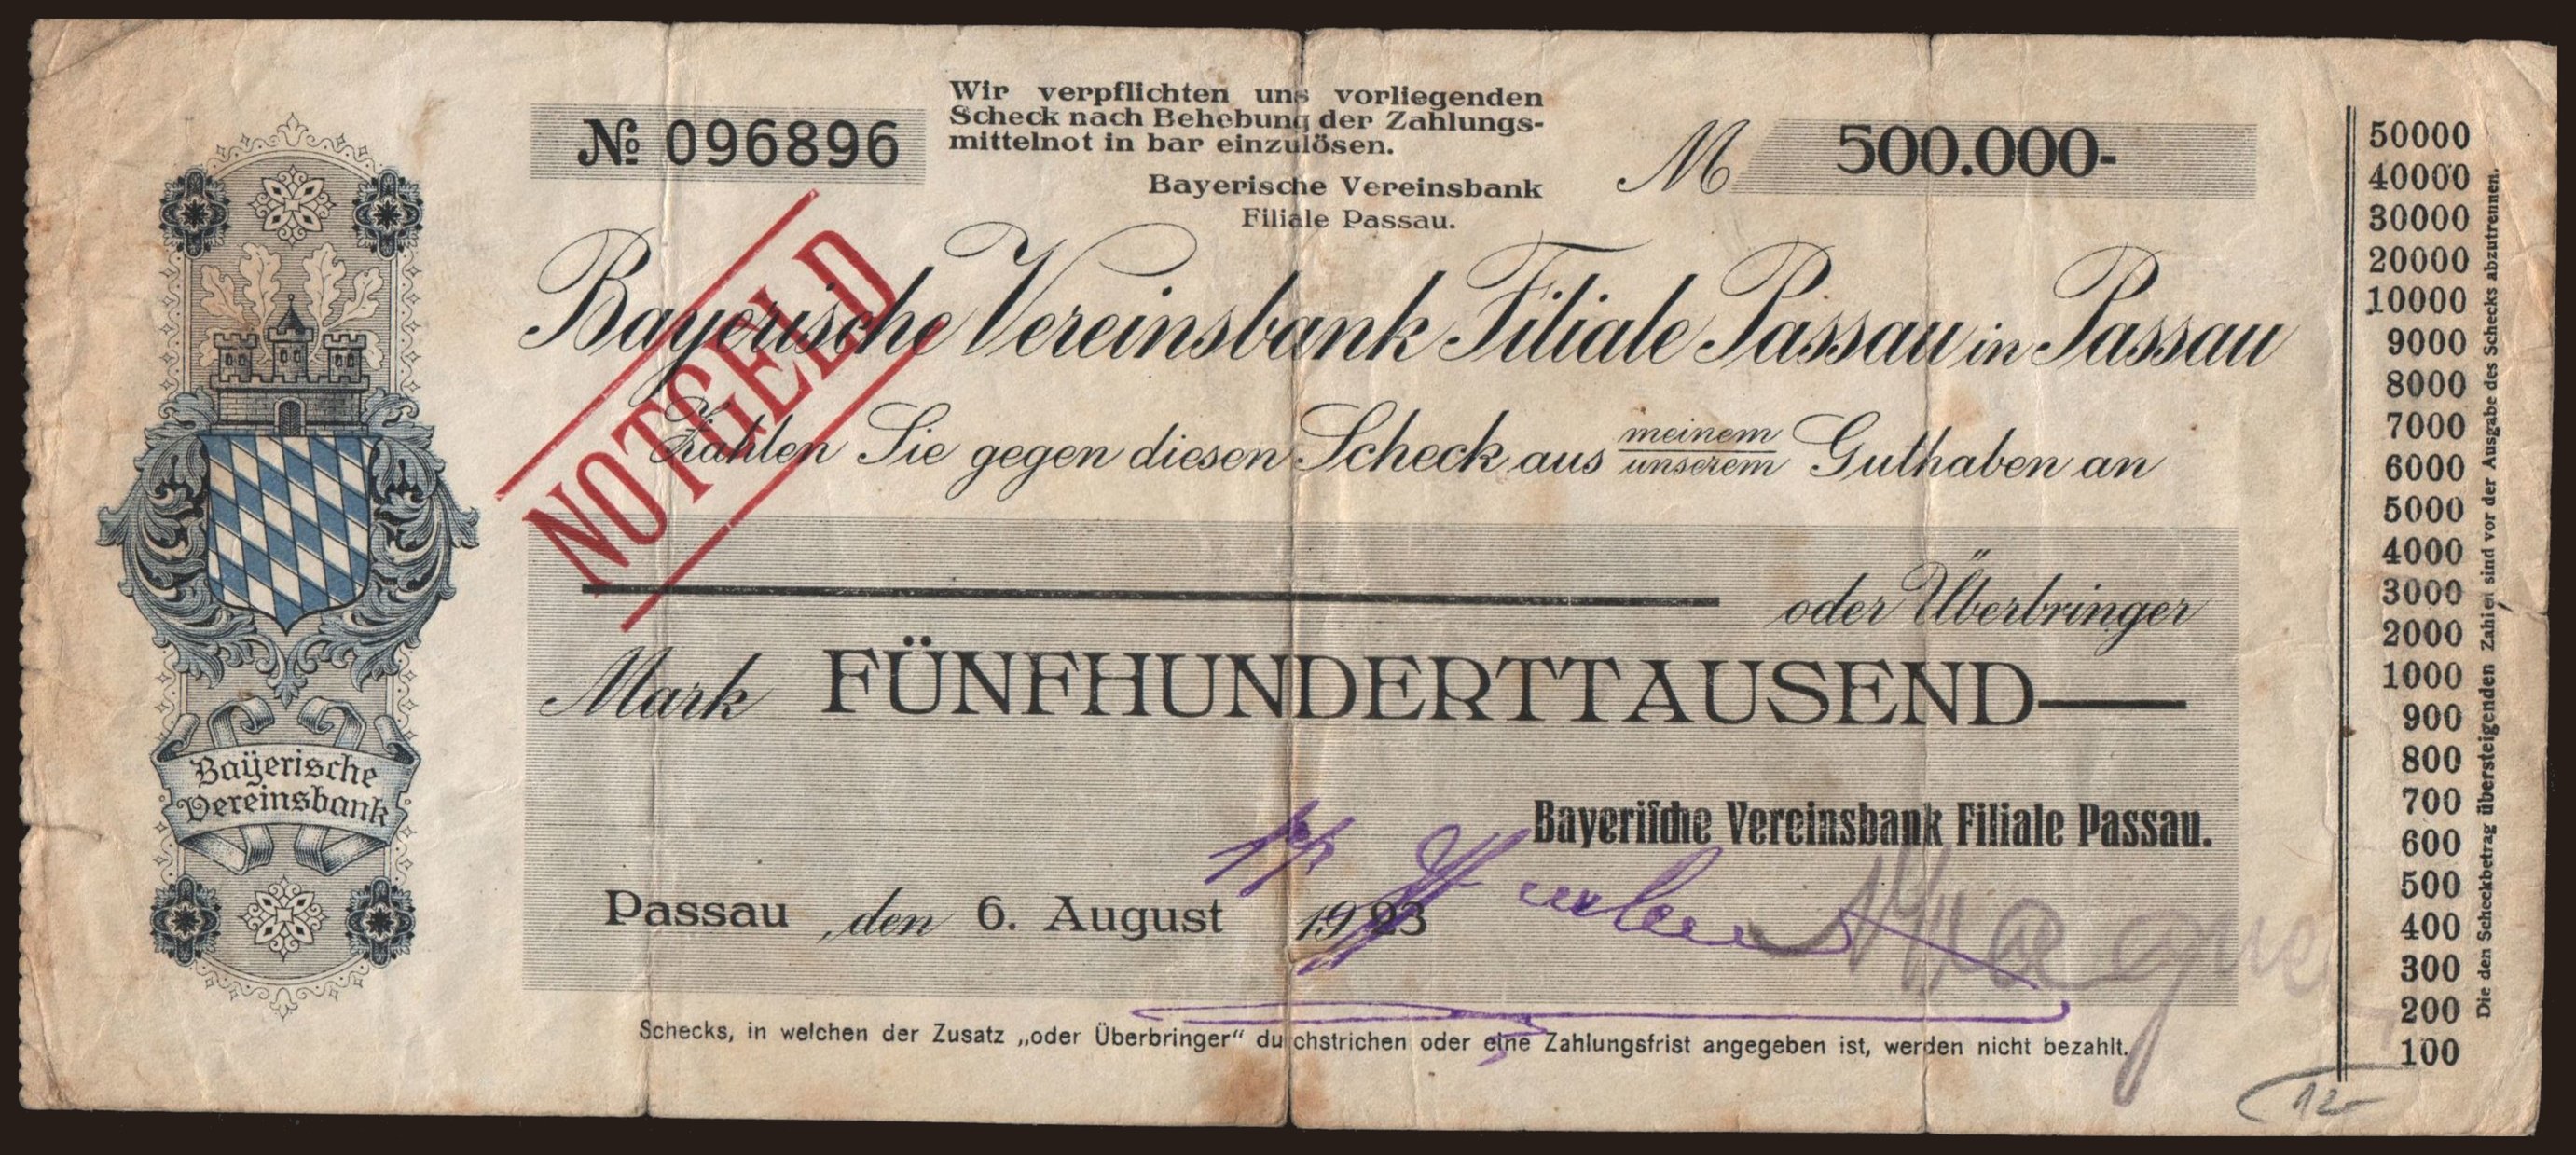 Wir verpflichten uns vorliegenden
Scheck nach Behebung der Zahlungs-
mittelnot in bar einzulösen.
Bayerische Vereinsbank
Filiale Passau.
№ 096896
M 500.000-
Bayerische Vereinsbank Filiale Passau in Passau
NOTGELD
Zahlen Sie gegen diesen Scheck aus meinem
unserem Guthaben an
oder Überbringer
Mark FÜNFHUNDERTTAUSEND—
Bayerische Vereinsbank Filiale Passau.
Passau, den 6. August 1923
Schecks, in welchen der Zusatz „oder Überbringer“ du chstrichen oder eine Zahlungsfrist angegeben ist, werden nicht bezahlt.
Baÿerische
Vereinsbank
50000
40000
30000
20000
10000
9000
8000
7000
6000
5000
4000
3000
2000
1000
900
800
700
600
500
400
300
200
100
Die den Scheckbetrag übersteigenden Zahlen sind vor der Ausgabe des Schecks abzutrennen.
12-